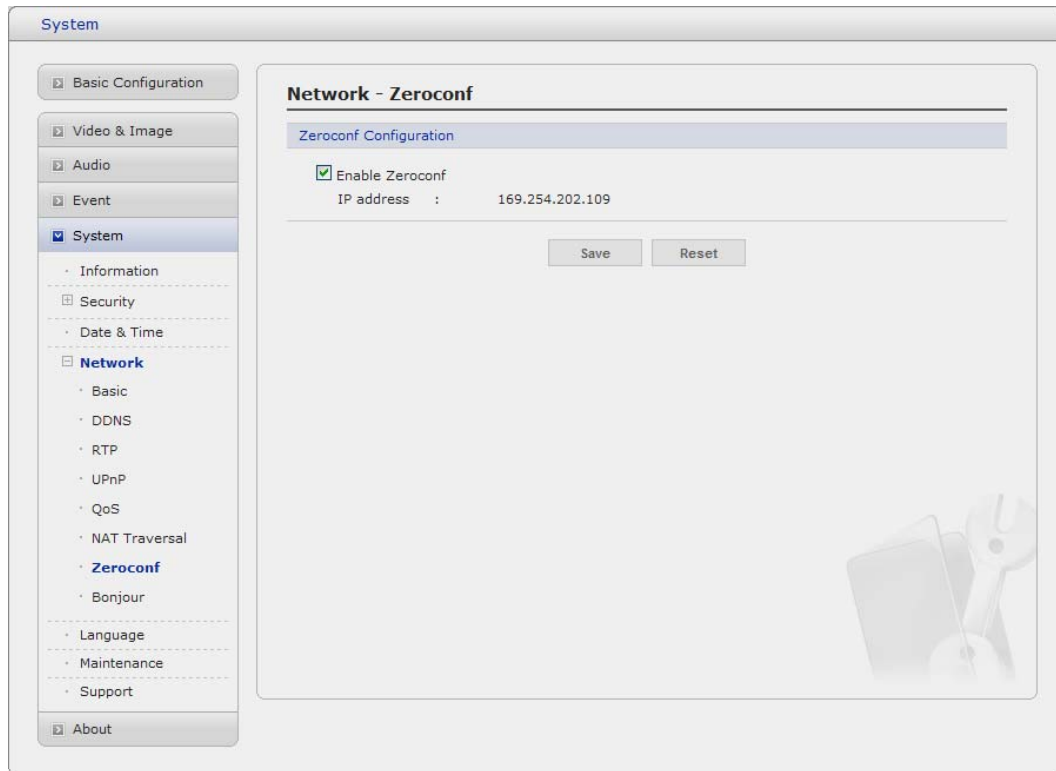 System
Basic Configuration
Video & Image
Audio
Event
System
Information
Security
Date & Time
Network
Basic
DDNS
RTP
UPnP
QoS
NAT Traversal
Zeroconf
Bonjour
Language
Maintenance
Support
About
Network - Zeroconf
Zeroconf Configuration
Enable Zeroconf
IP address : 169.254.202.109
Save Reset